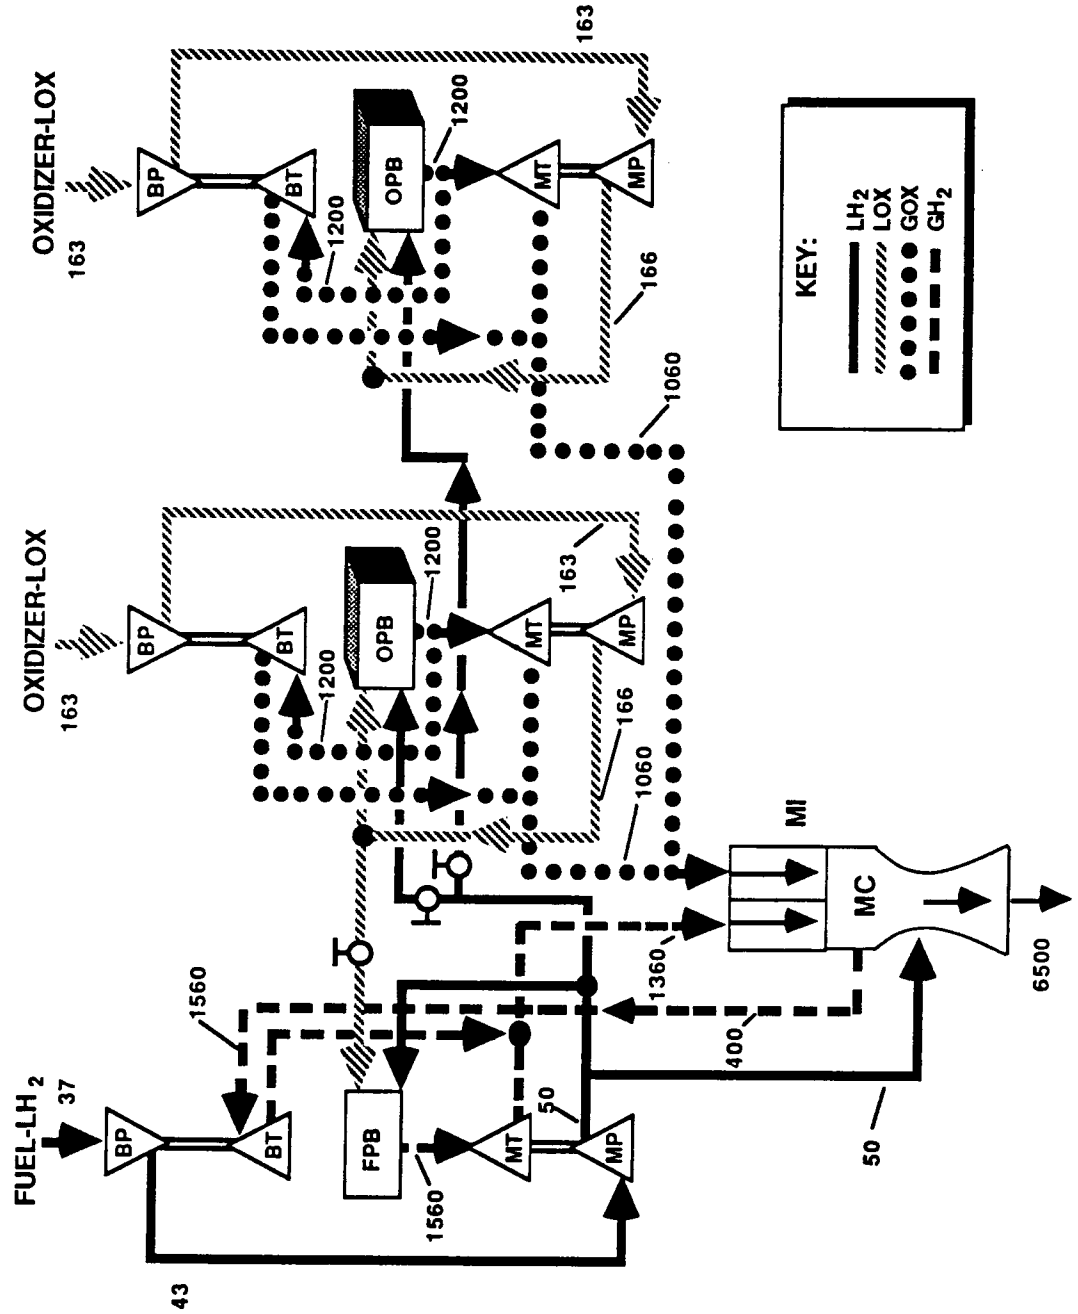 FUEL-LH2
37
OXIDIZER-LOX
163
OXIDIZER-LOX
163
BP
BT
1560
FPB
1560
MT
MP
50
43
BP
BT
1200
OPB
1200
MT
MP
163
166
1060
BP
BT
1200
OPB
1200
MT
MP
163
166
1060
1360
400
50
MI
MC
6500
KEY:
LH2
LOX
GOX
GH2